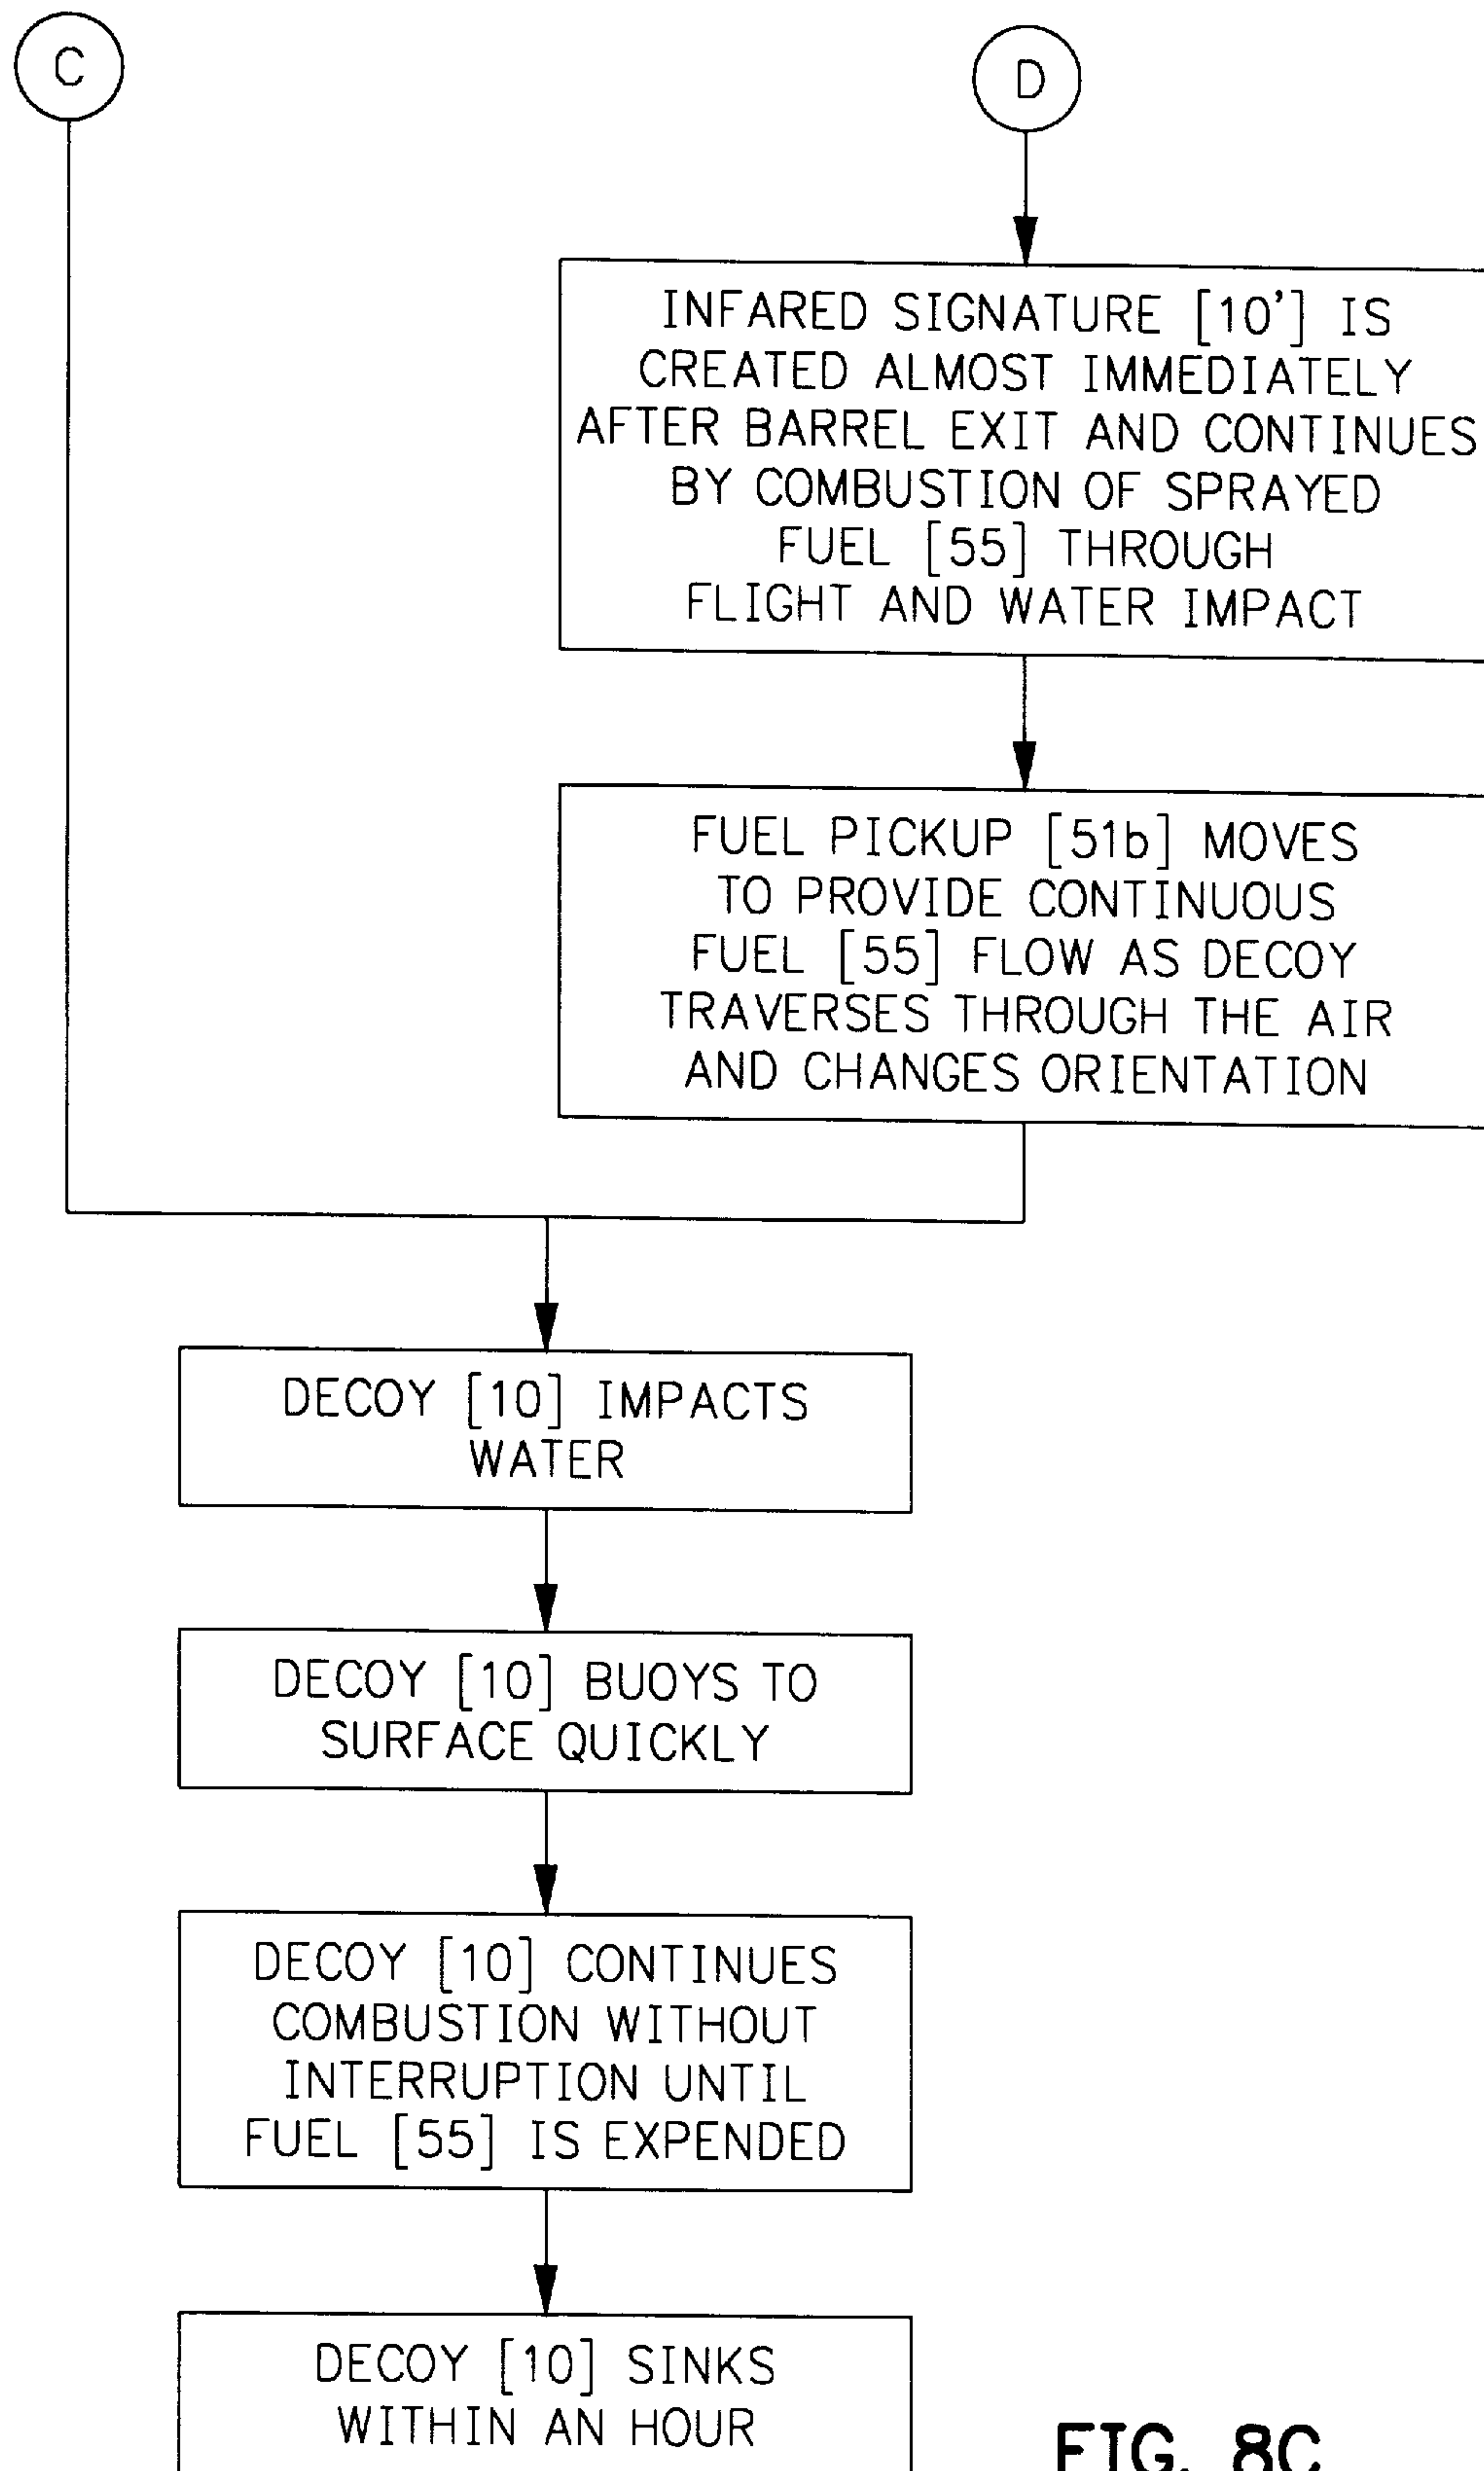 C
D
INFARED SIGNATURE [10'] IS
CREATED ALMOST IMMEDIATELY
AFTER BARREL EXIT AND CONTINUES
BY COMBUSTION OF SPRAYED
FUEL [55] THROUGH
FLIGHT AND WATER IMPACT
FUEL PICKUP [51b] MOVES
TO PROVIDE CONTINUOUS
FUEL [55] FLOW AS DECOY
TRAVERSES THROUGH THE AIR
AND CHANGES ORIENTATION
DECOY [10] IMPACTS
WATER
DECOY [10] BUOYS TO
SURFACE QUICKLY
DECOY [10] CONTINUES
COMBUSTION WITHOUT
INTERRUPTION UNTIL
FUEL [55] IS EXPENDED
DECOY [10] SINKS
WITHIN AN HOUR
FIG. 8C